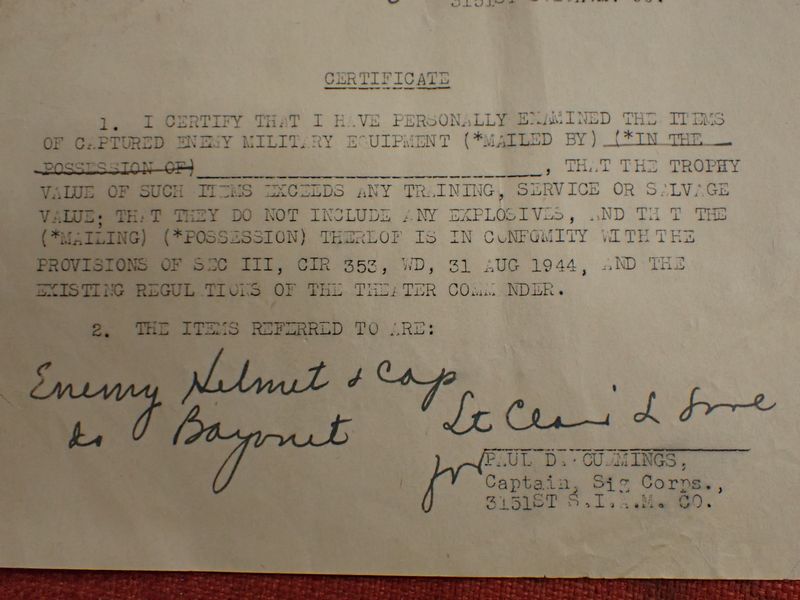 3151ST
CERTIFICATE
1. I CERTIFY THAT I HAVE PERSONALLY EXAMINED THE ITEMS
OF CAPTURED ENEMY MILITARY EQUIPMENT (*MAILED BY) (*IN THE
POSSESSION OF)____________________, THAT THE TROPHY
VALUE OF SUCH ITEMS EXCEEDS ANY TRAINING, SERVICE OR SALVAGE
VALUE; THAT THEY DO NOT INCLUDE ANY EXPLOSIVES, AND THAT THE
(*MAILING) (*POSSESSION) THEREOF IS IN CONFOMITY WITH THE
PROVISIONS OF SEC III, CIR 353, WD, 31 AUG 1944, AND THE
EXISTING REGULATIONS OF THE THEATER COMMANDER.
2. THE ITEMS REFERRED TO ARE:
Enemy Helmet & Cap
do Bayonet
Lt
for PAUL D. CUMMINGS,
Captain, Sig Corps.,
3151ST S.I.A.M. CO.